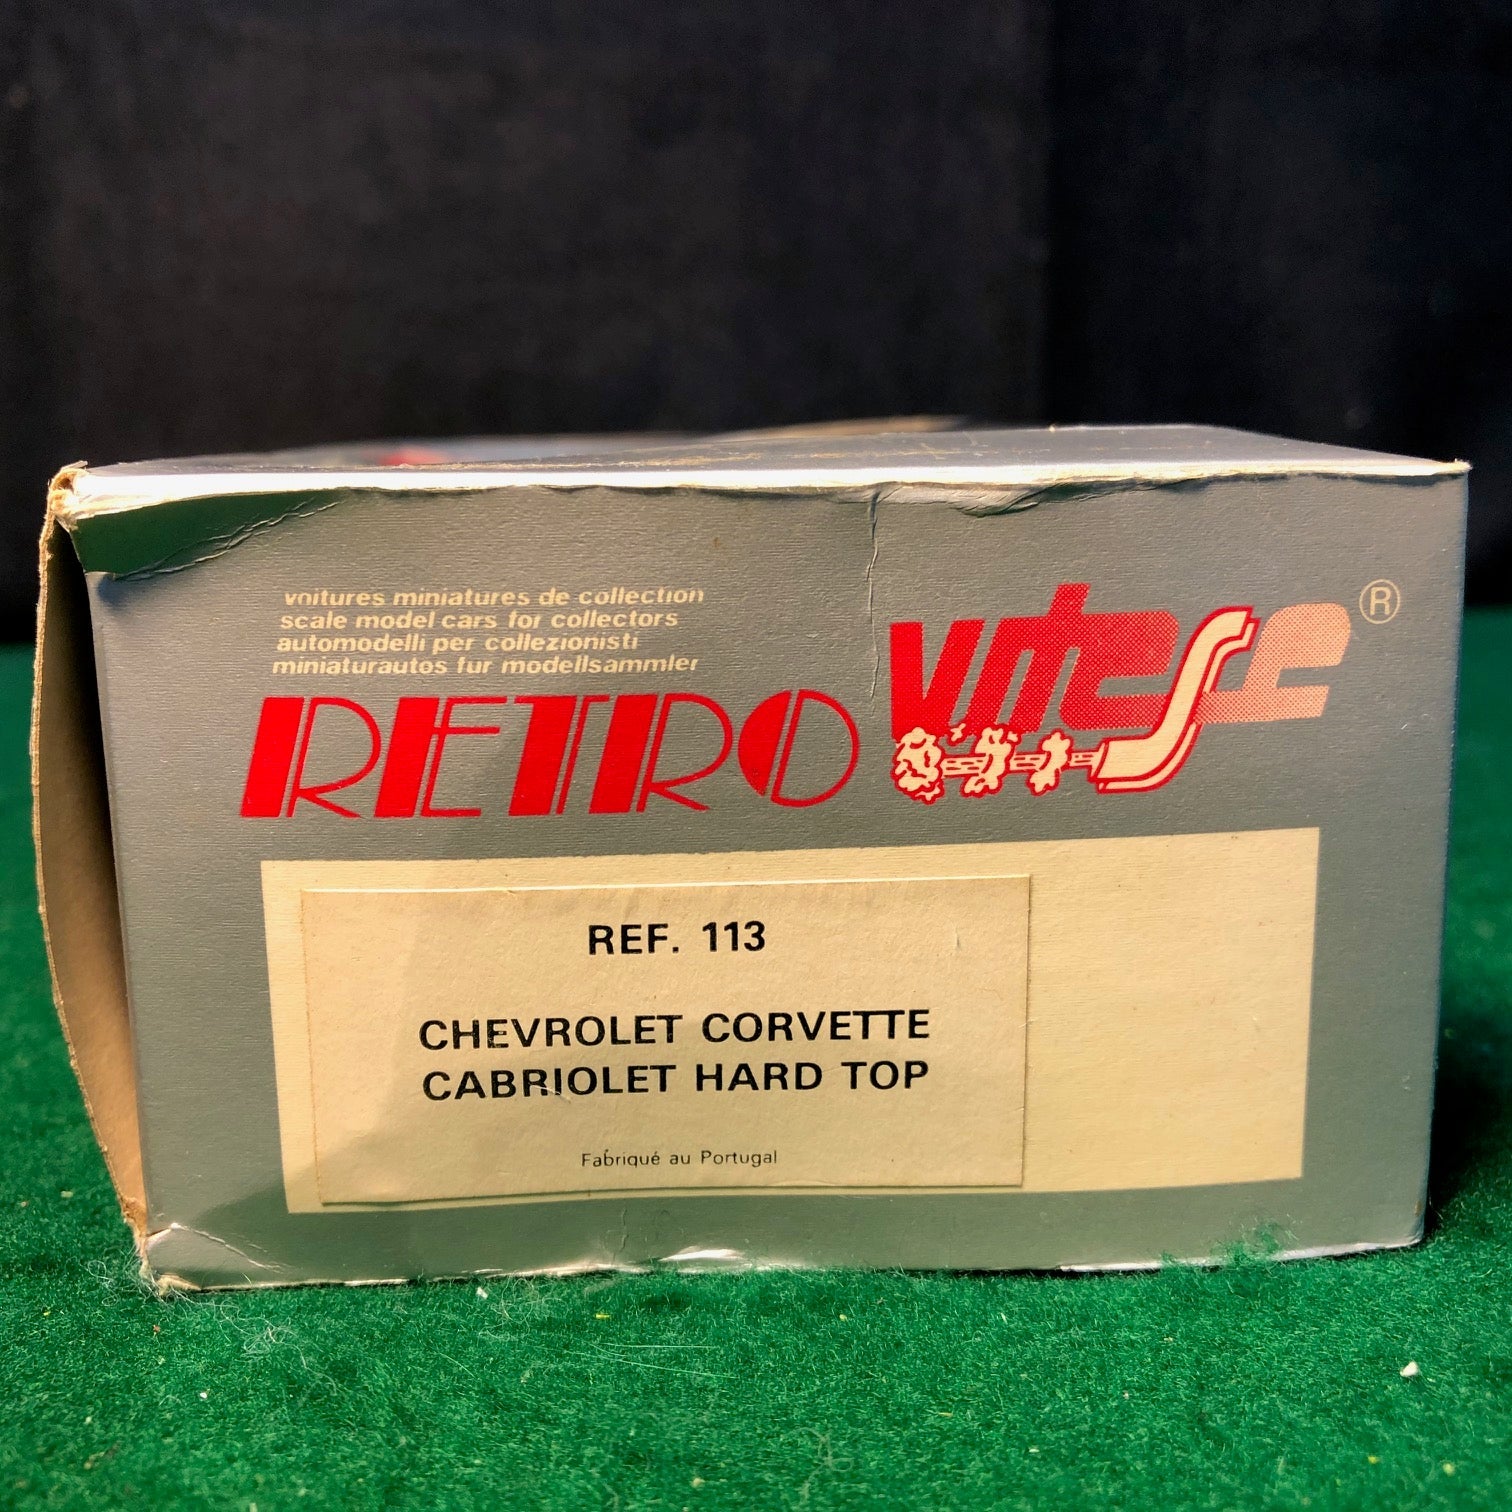 voitures miniatures de collection
scale model cars for collectors
automodelli per collezionisti
miniaturautos fur modellsammler
RETRO vitesse ®
REF. 113
CHEVROLET CORVETTE
CABRIOLET HARD TOP
Fabriqué au Portugal